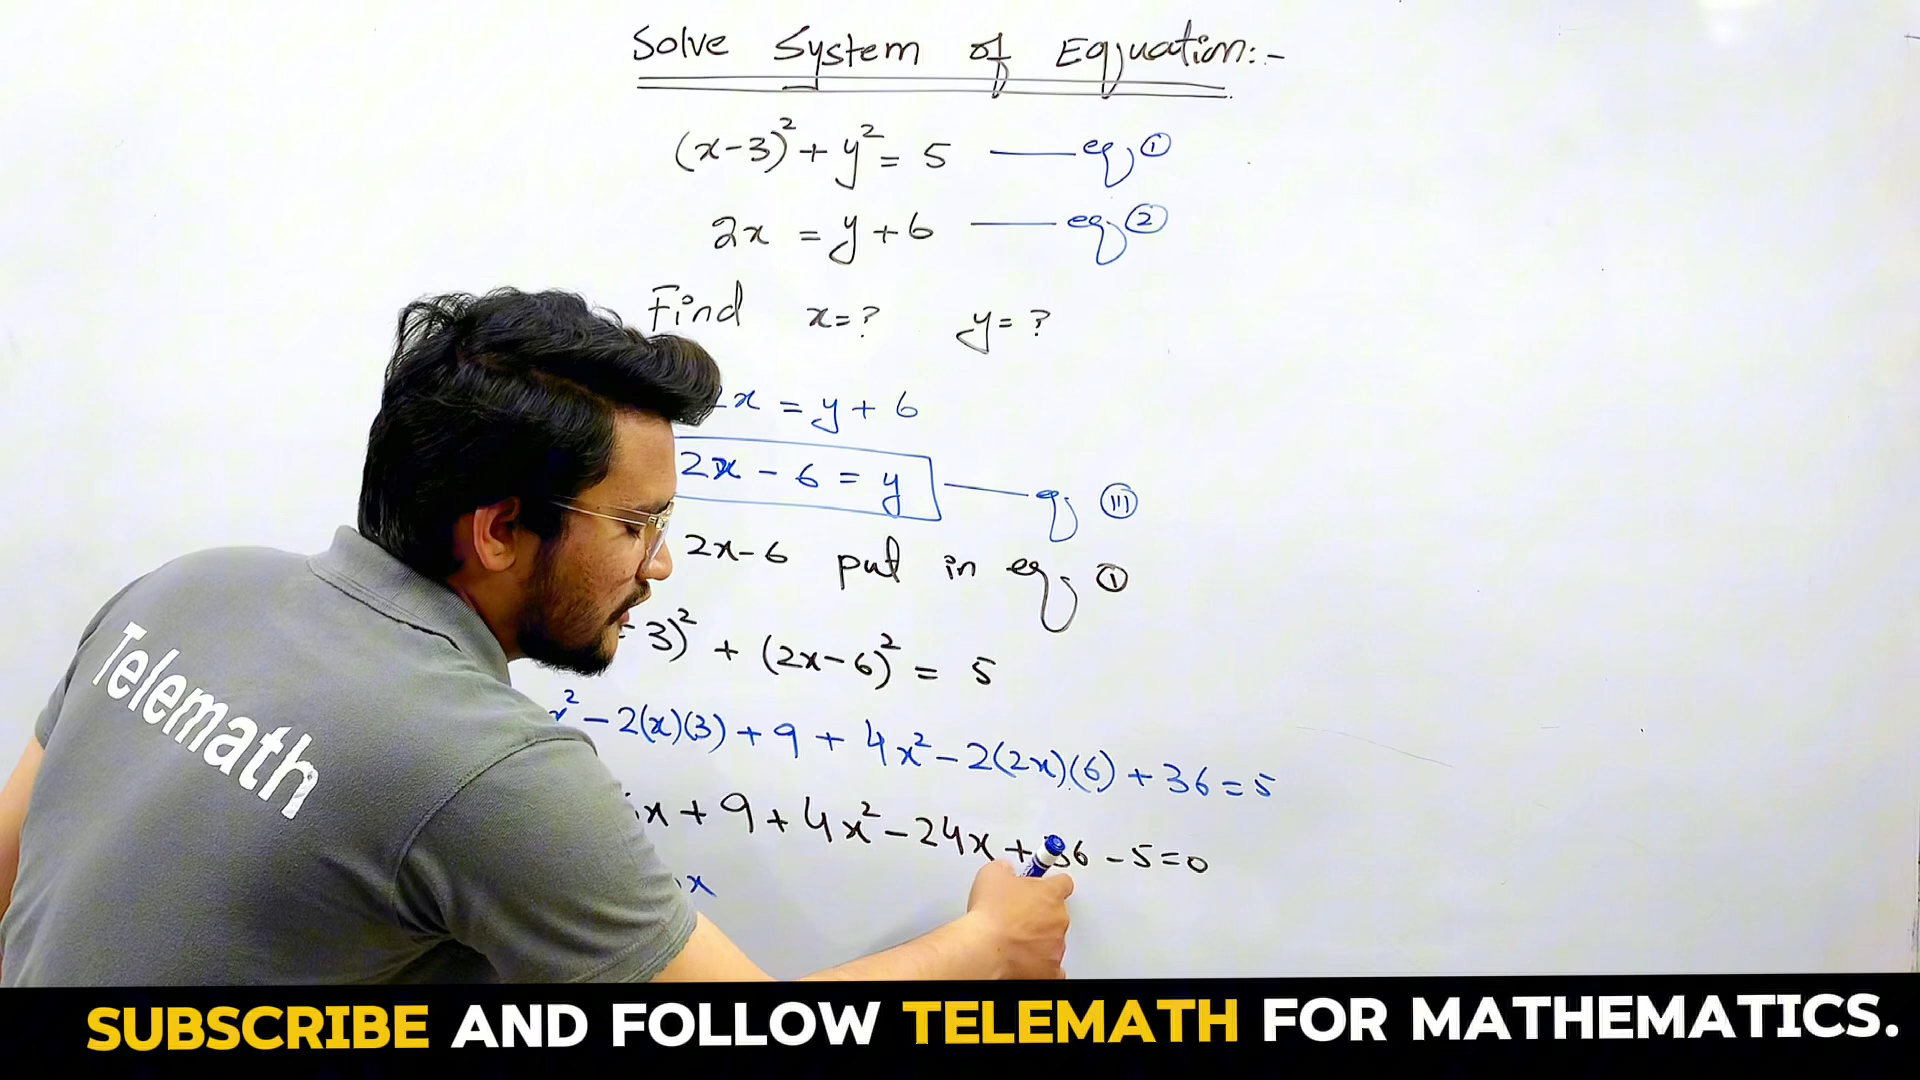 Solve System of Equation:-
(x-3)² + y² = 5 — eq ①
2x = y + 6 — eq ②
Find x=? y=?
2x = y + 6
2x - 6 = y — eq (III)
2x-6 put in eq ①
- 3)² + (2x-6)² = 5
x² - 2(x)(3) + 9 + 4x² - 2(2x)(6) + 36 = 5
x + 9 + 4x² - 24x + 36 - 5 = 0
x
Telemath
SUBSCRIBE AND FOLLOW TELEMATH FOR MATHEMATICS.